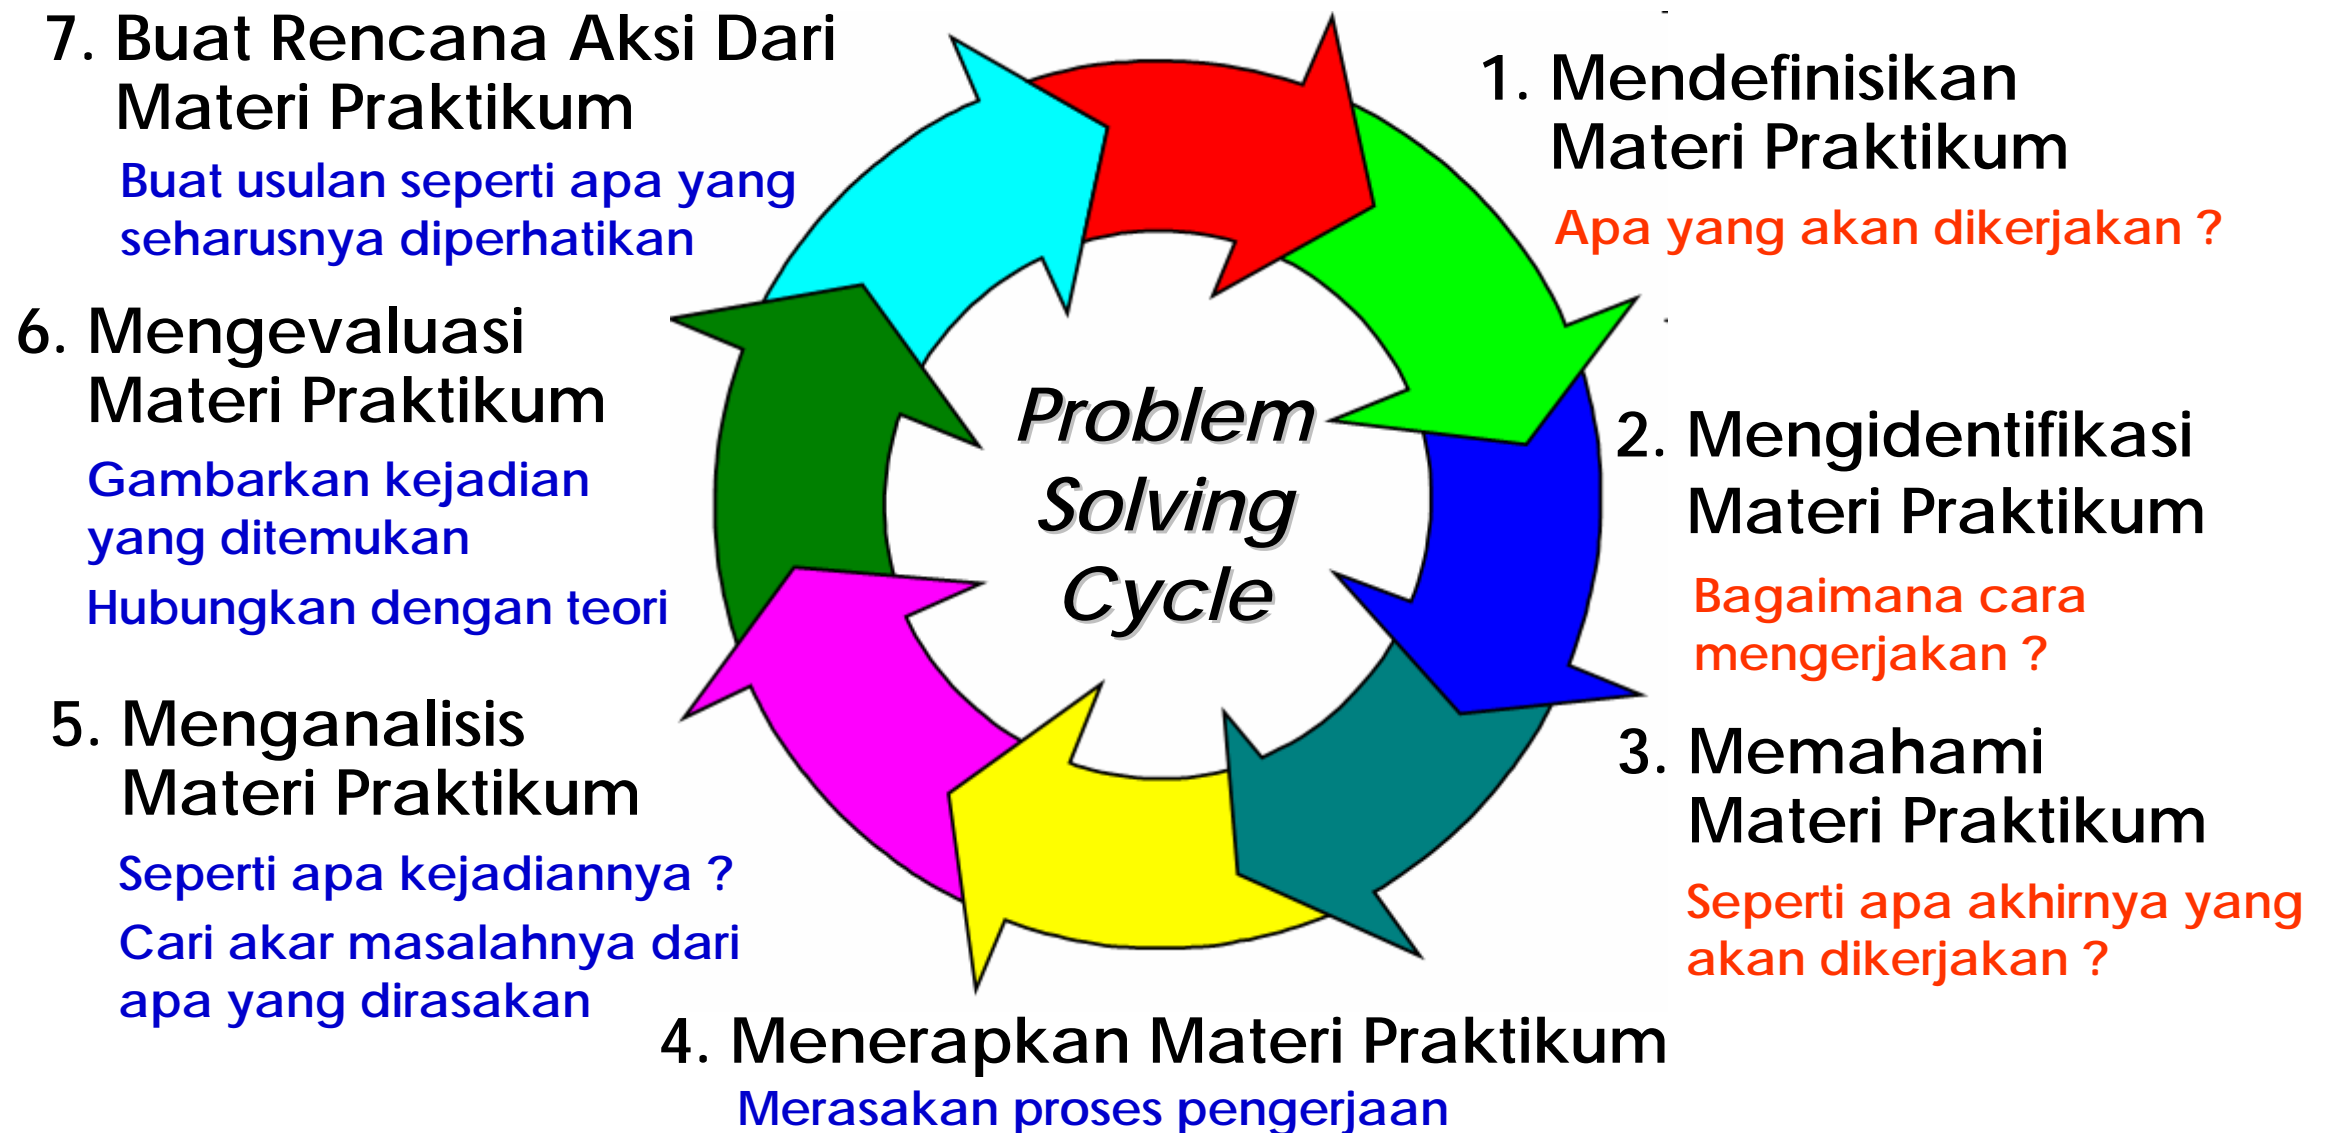 7. Buat Rencana Aksi Dari
Materi Praktikum
Buat usulan seperti apa yang
seharusnya diperhatikan
1. Mendefinisikan
Materi Praktikum
Apa yang akan dikerjakan ?
6. Mengevaluasi
Materi Praktikum
Gambarkan kejadian
yang ditemukan
Hubungkan dengan teori
Problem
Solving
Cycle
2. Mengidentifikasi
Materi Praktikum
Bagaimana cara
mengerjakan ?
5. Menganalisis
Materi Praktikum
Seperti apa kejadiannya ?
Cari akar masalahnya dari
apa yang dirasakan
3. Memahami
Materi Praktikum
Seperti apa akhirnya yang
akan dikerjakan ?
4. Menerapkan Materi Praktikum
Merasakan proses pengerjaan